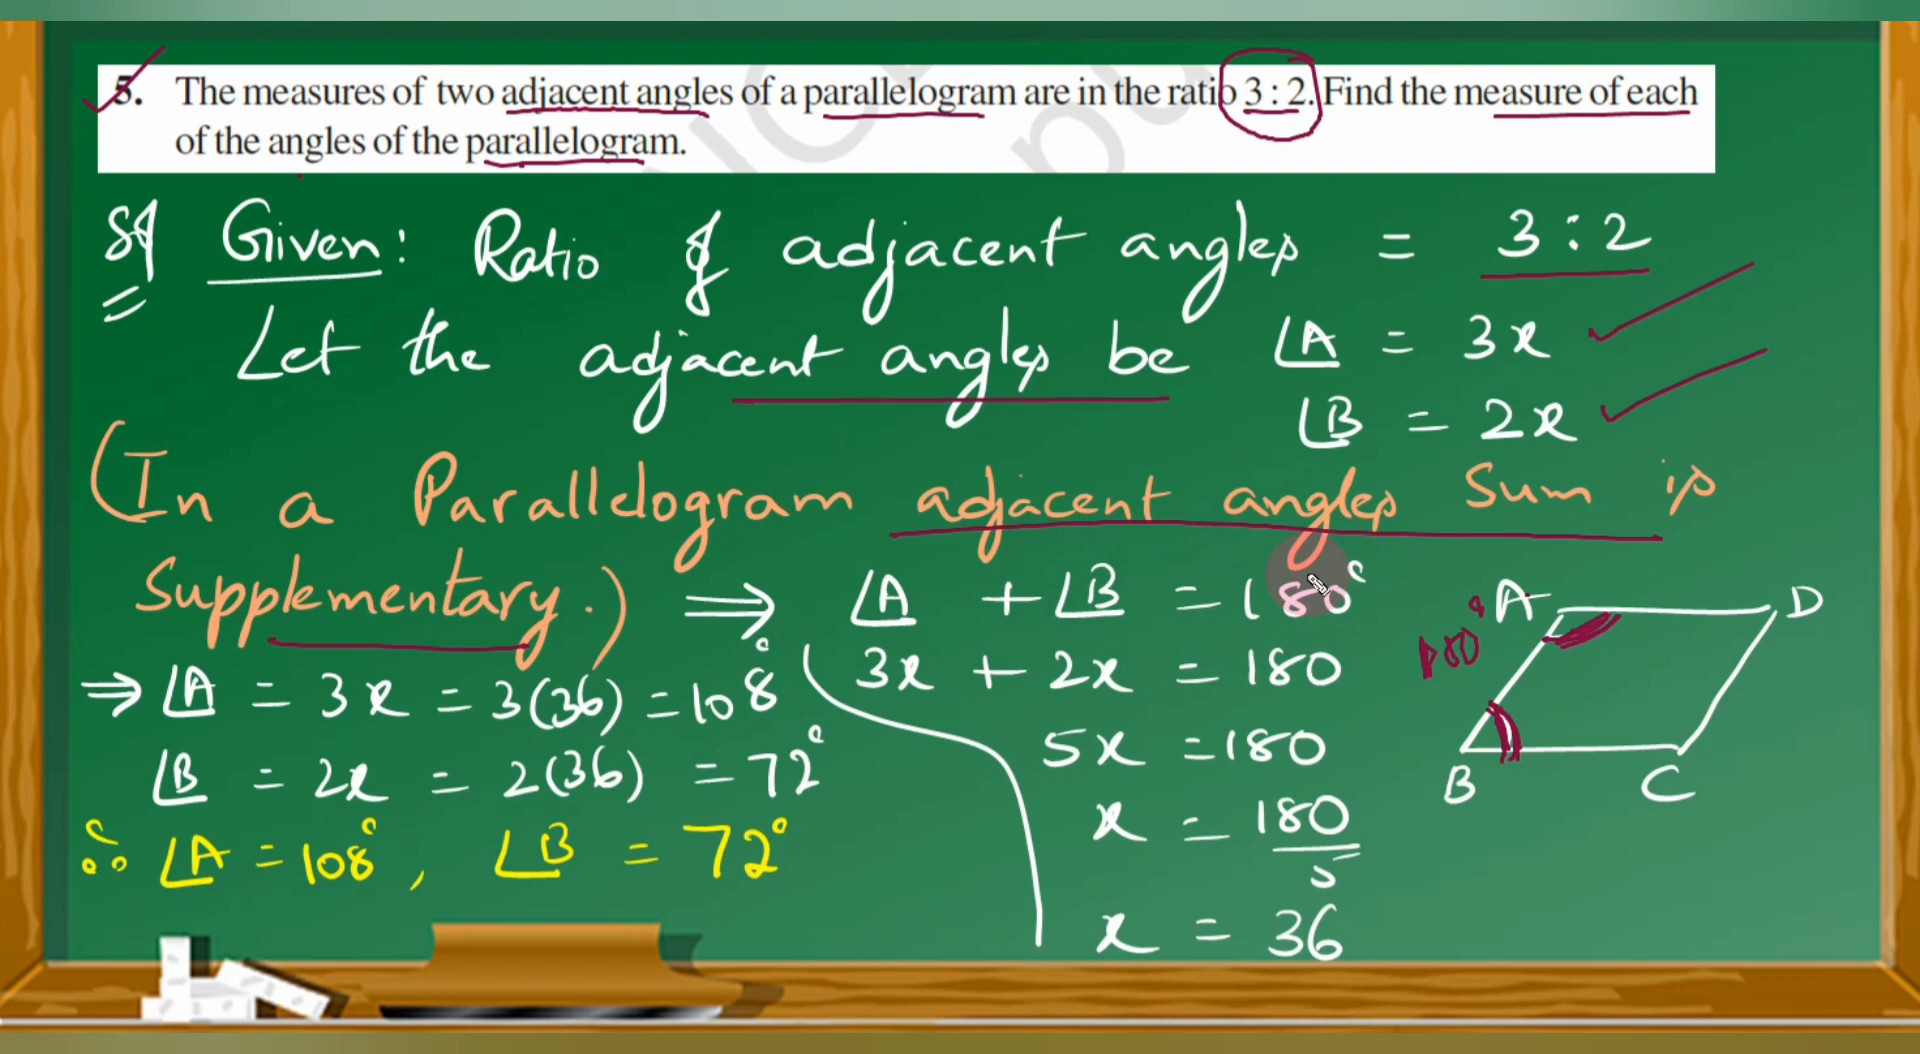 5. The measures of two adjacent angles of a parallelogram are in the ratio 3 : 2. Find the measure of each
of the angles of the parallelogram.
Sol Given: Ratio of adjacent angles = 3 : 2
Let the adjacent angles be ∠A = 3x
∠B = 2x
(In a Parallelogram adjacent angles Sum is
Supplementary.) ⇒ ∠A + ∠B = 180°
3x + 2x = 180
5x = 180
x = 180/5
x = 36
⇒ ∠A = 3x = 3(36) = 108°
∠B = 2x = 2(36) = 72°
∴ ∠A = 108°, ∠B = 72°
A D
180°
B C